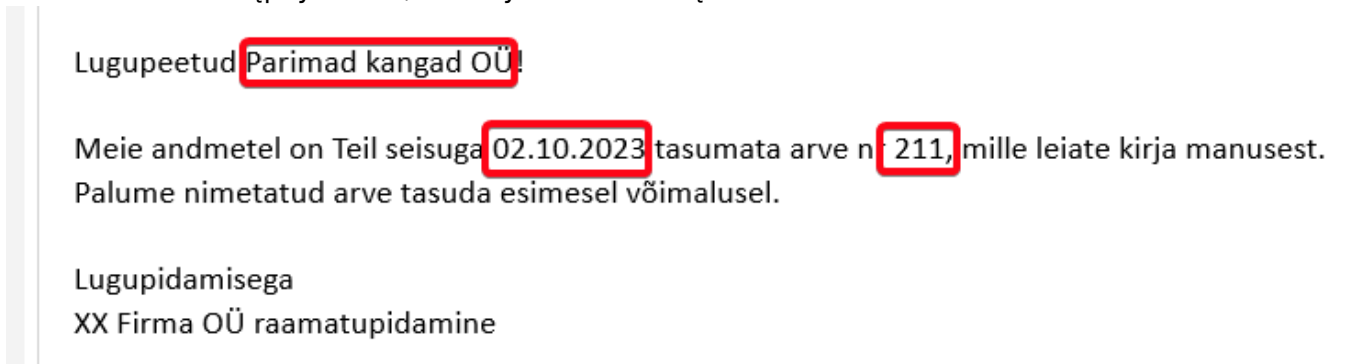 Lugupeetud Parimad kangad OÜ!
Meie andmetel on Teil seisuga 02.10.2023 tasumata arve nr 211, mille leiate kirja manusest.
Palume nimetatud arve tasuda esimesel võimalusel.
Lugupidamisega
XX Firma OÜ raamatupidamine